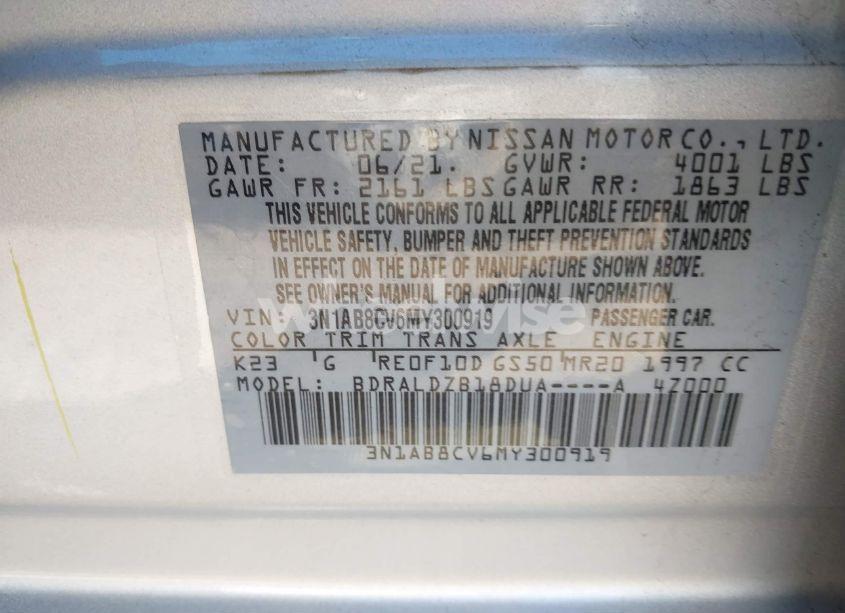 MANUFACTURED BY NISSAN MOTOR CO., LTD.
DATE: 06/21. GVWR: 4001 LBS
GAWR FR: 2161 LBS GAWR RR: 1863 LBS
THIS VEHICLE CONFORMS TO ALL APPLICABLE FEDERAL MOTOR
VEHICLE SAFETY, BUMPER AND THEFT PREVENTION STANDARDS
IN EFFECT ON THE DATE OF MANUFACTURE SHOWN ABOVE.
SEE OWNER'S MANUAL FOR ADDITIONAL INFORMATION.
VIN: 3N1AB8CV6MY300919 PASSENGER CAR.
COLOR TRIM TRANS AXLE ENGINE
K23 G RE0F10D GS50 MR20 1997 CC
MODEL: BDRALDZB18DUA----A 4Z000
3N1AB8CV6MY300919